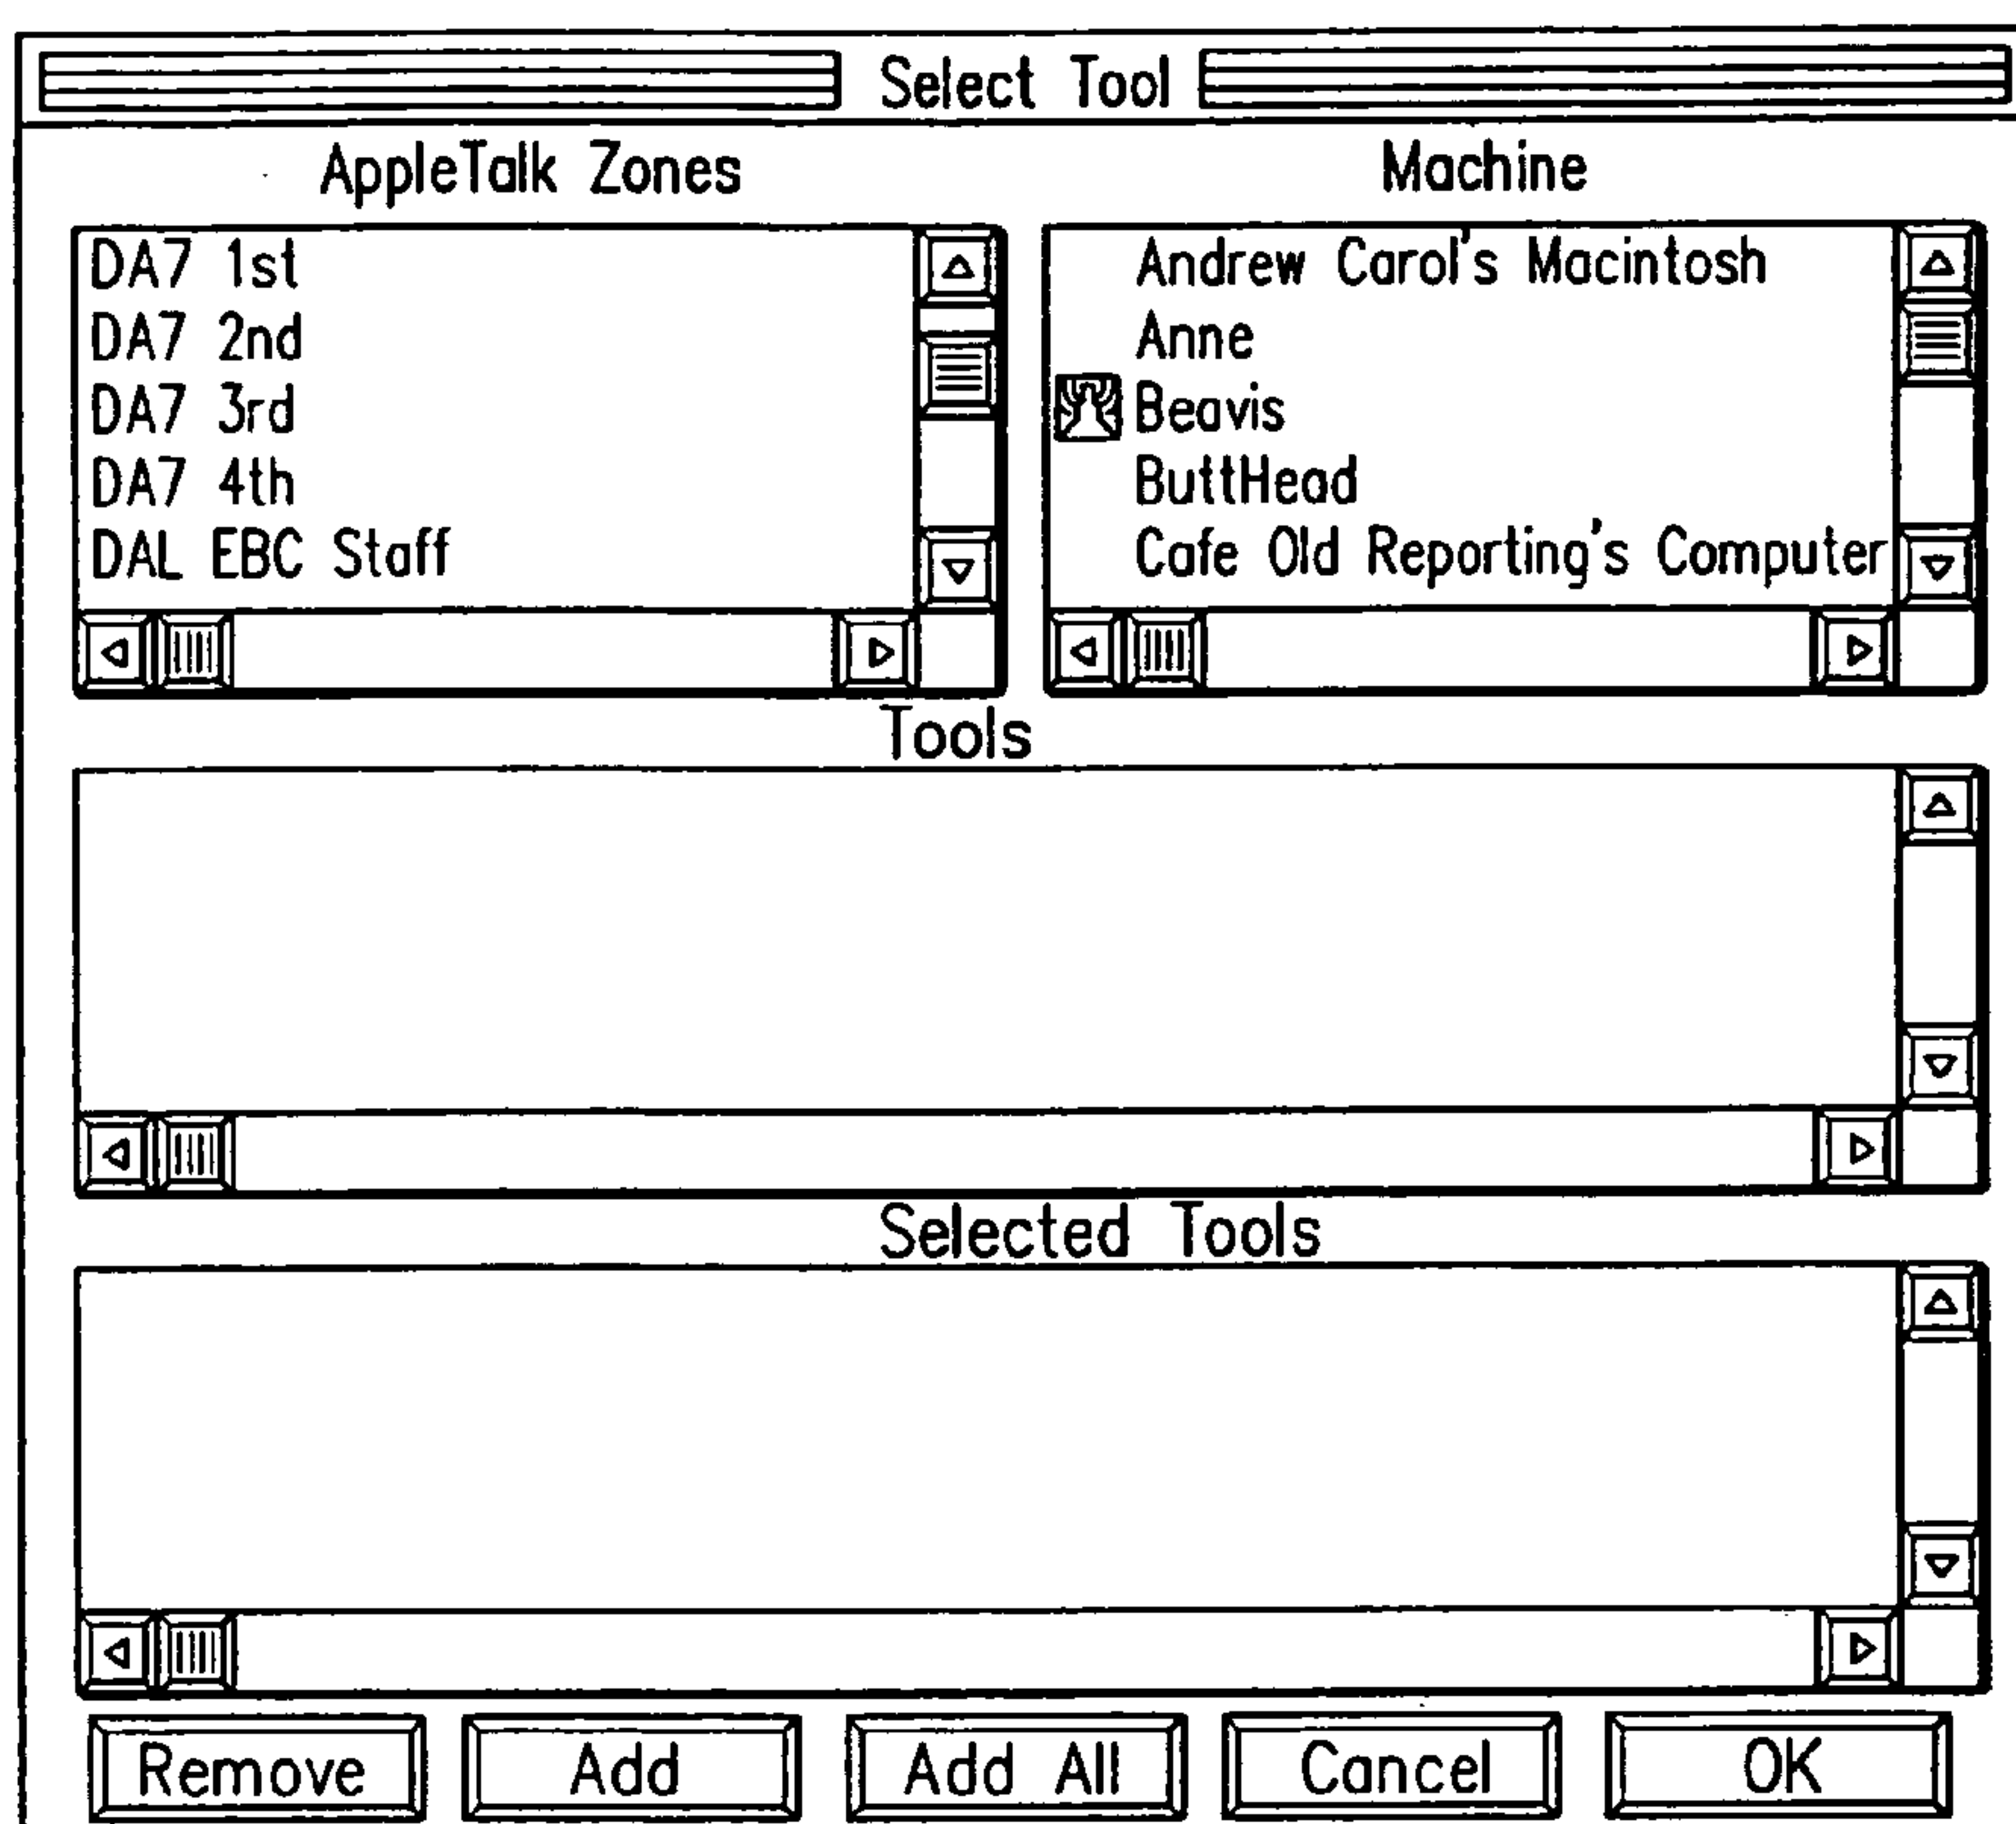 Select Tool
AppleTalk Zones
DA7 1st
DA7 2nd
DA7 3rd
DA7 4th
DAL EBC Staff
Machine
Andrew Carol's Macintosh
Anne
Beavis
ButtHead
Cafe Old Reporting's Computer
Tools
Selected Tools
Remove Add Add All Cancel OK